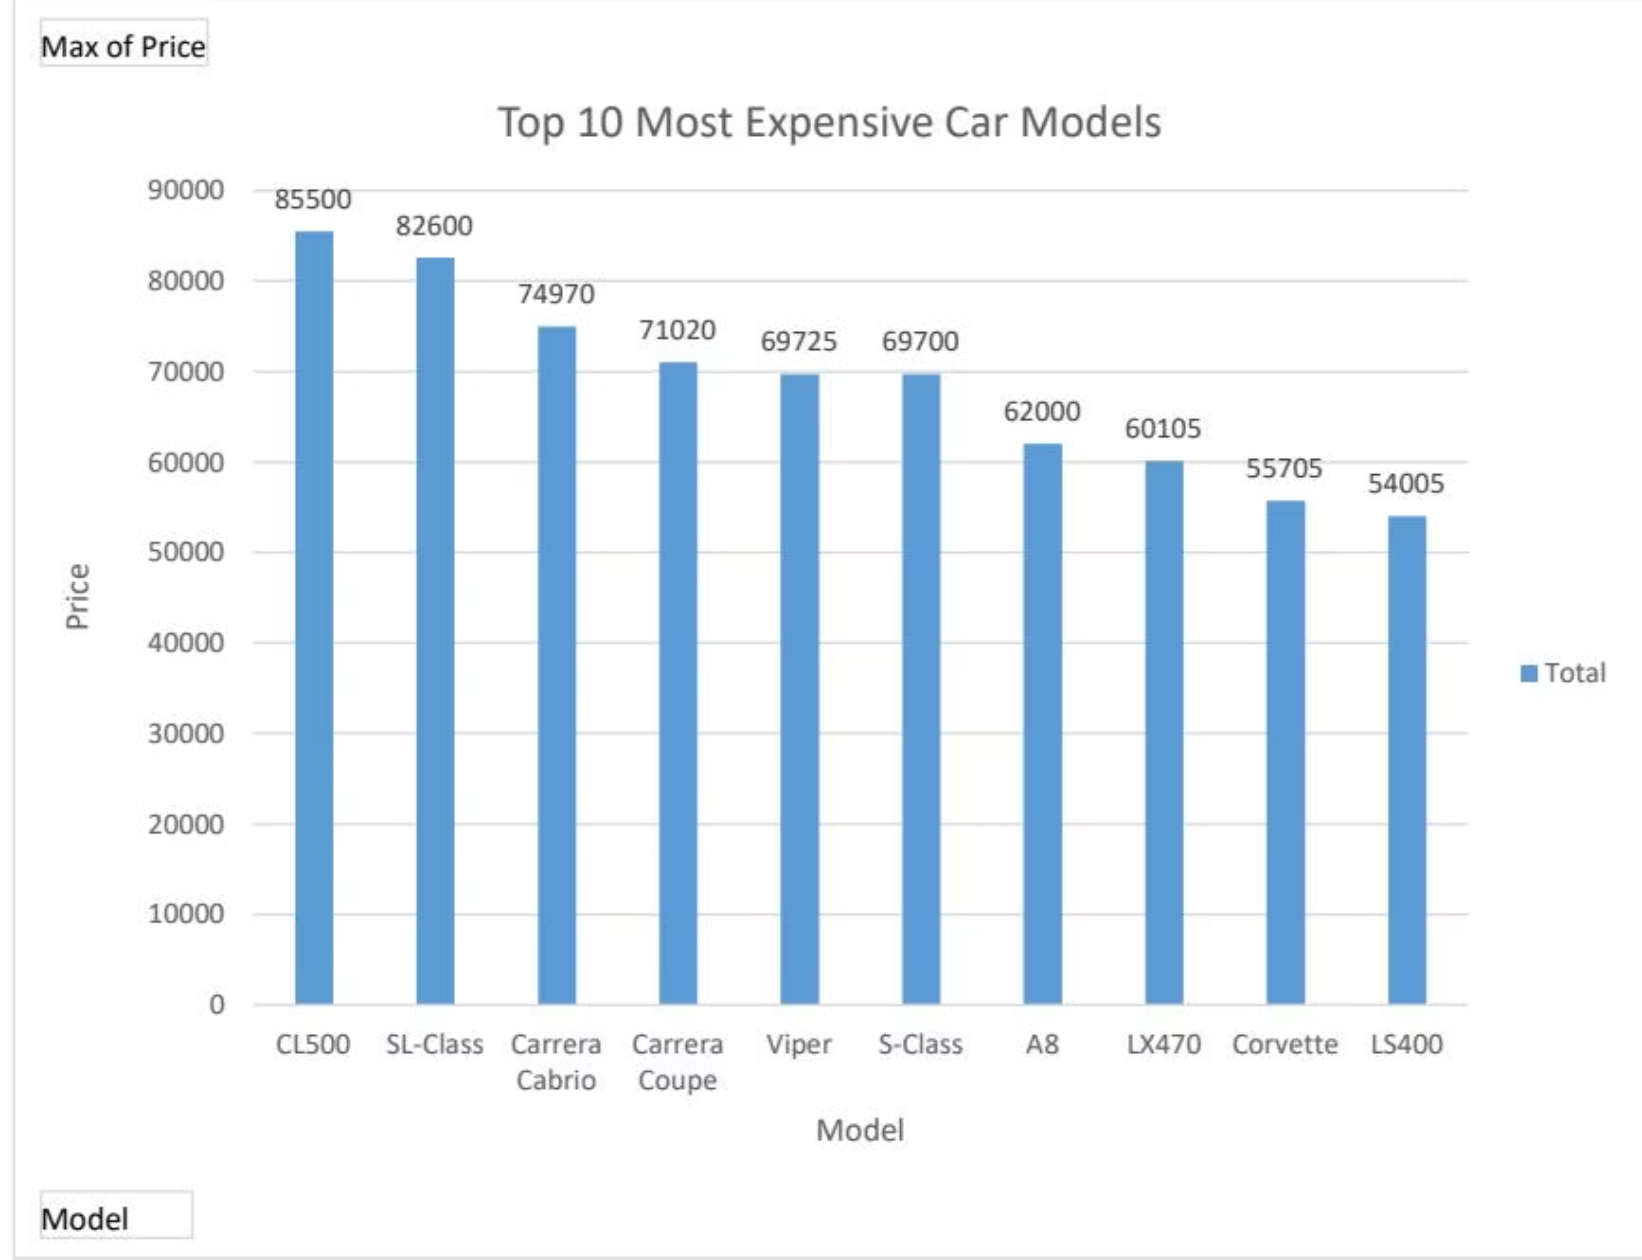 Max of Price
Top 10 Most Expensive Car Models
90000
80000
70000
60000
50000
40000
30000
20000
10000
0
Price
85500
82600
74970
71020
69725
69700
62000
60105
55705
54005
CL500
SL-Class
Carrera
Cabrio
Carrera
Coupe
Viper
S-Class
A8
LX470
Corvette
LS400
Model
Total
Model